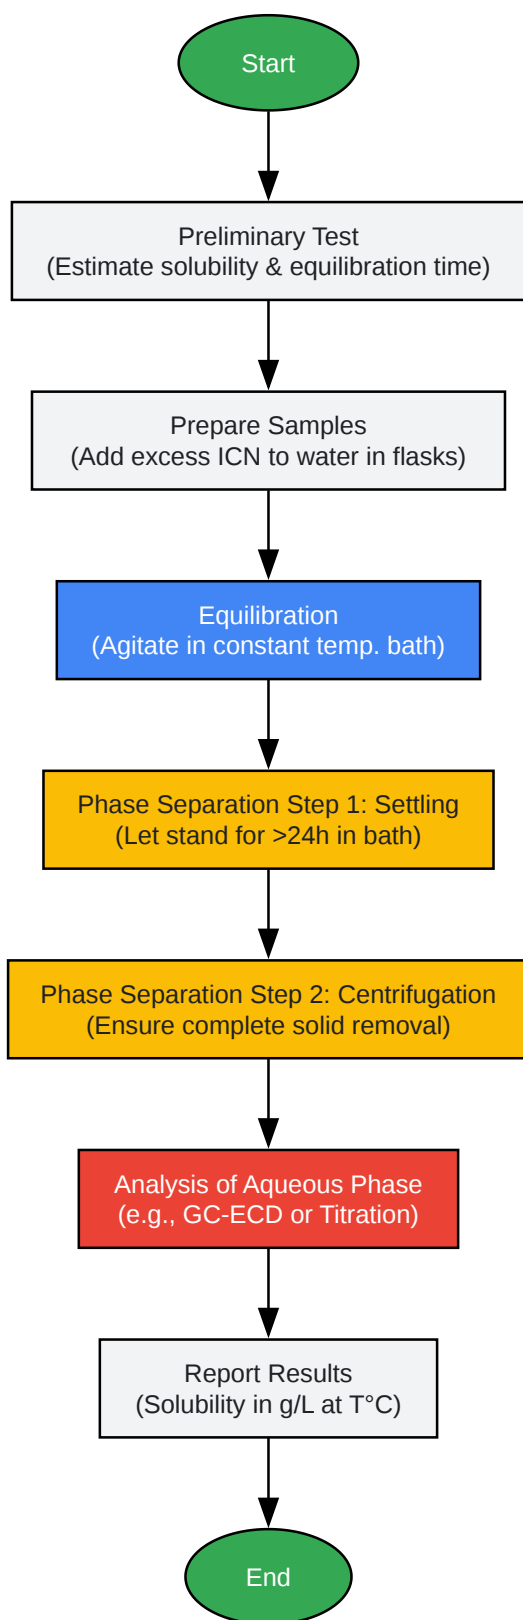 Start
Preliminary Test
(Estimate solubility & equilibration time)
Prepare Samples
(Add excess ICN to water in flasks)
Equilibration
(Agitate in constant temp. bath)
Phase Separation Step 1: Settling
(Let stand for >24h in bath)
Phase Separation Step 2: Centrifugation
(Ensure complete solid removal)
Analysis of Aqueous Phase
(e.g., GC-ECD or Titration)
Report Results
(Solubility in g/L at T°C)
End